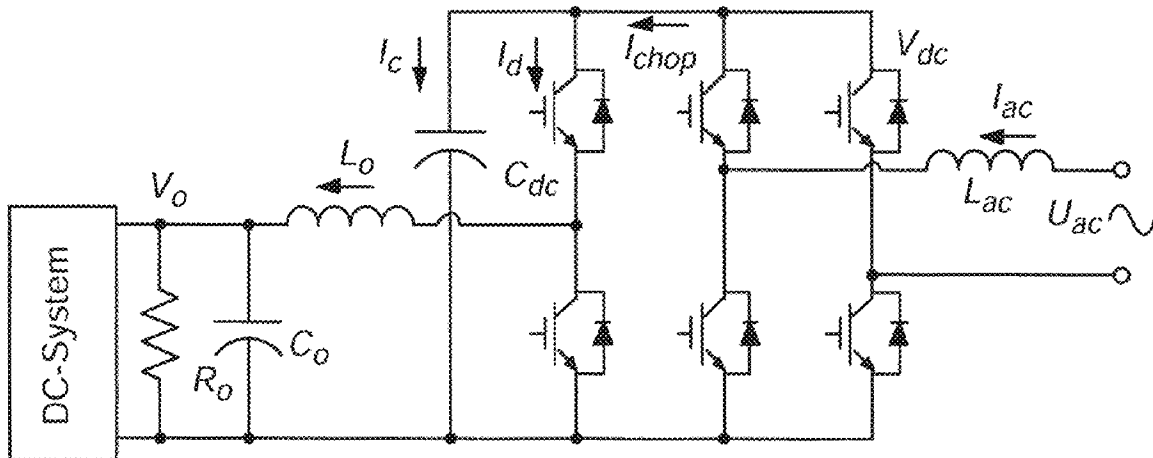 I_c
I_d
I_chop
V_dc
I_ac
L_o
C_dc
V_o
L_ac
U_ac
DC-System
C_o
R_o